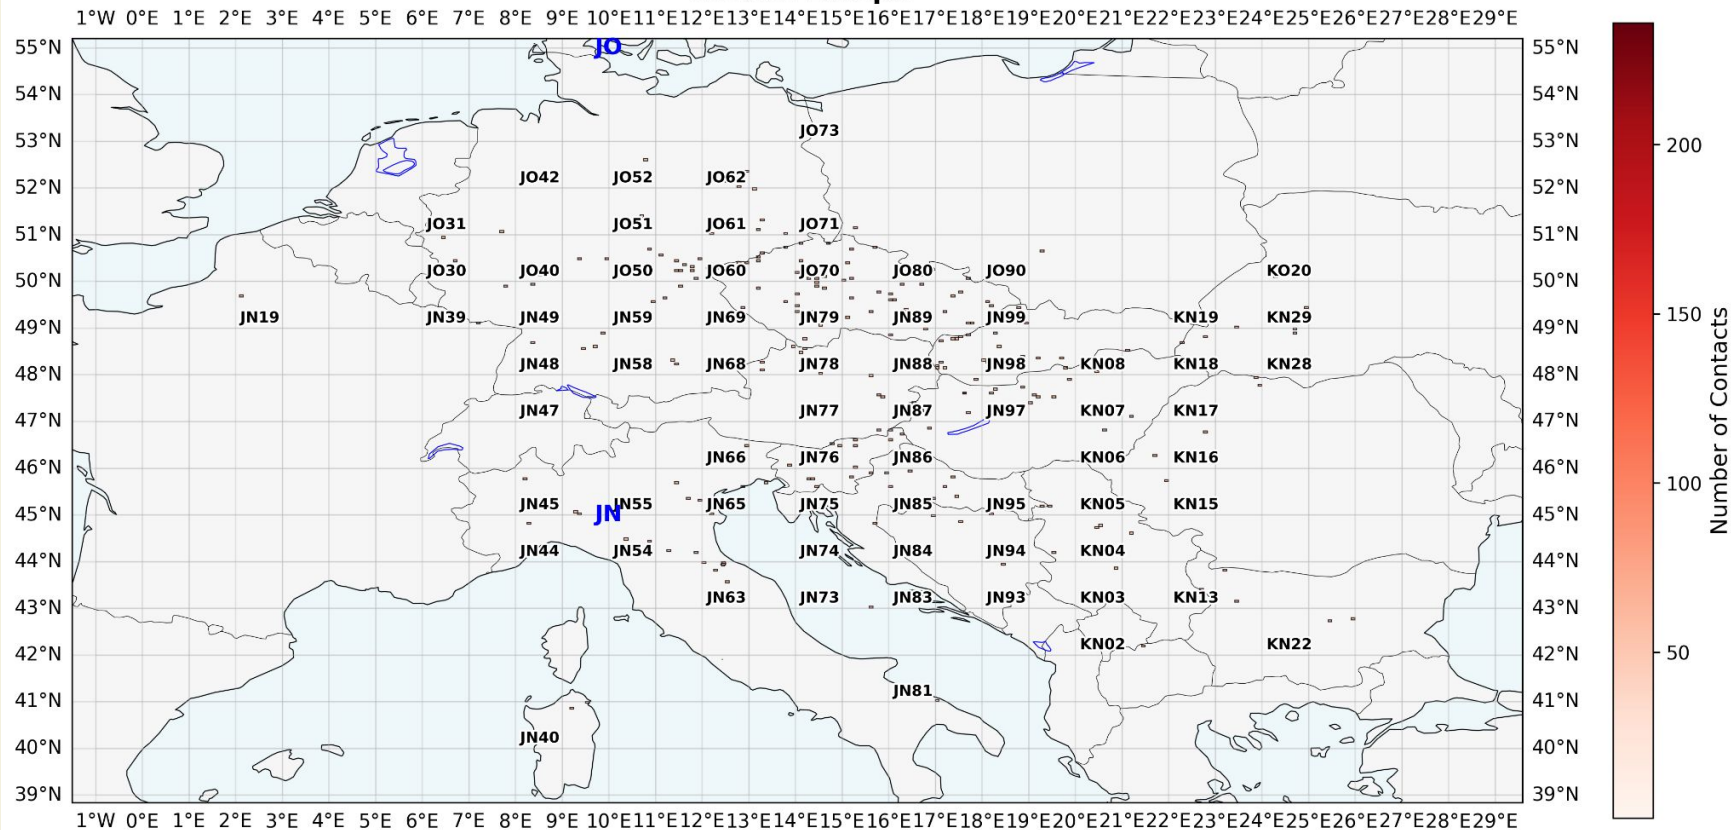 1°W 0°E 1°E 2°E 3°E 4°E 5°E 6°E 7°E 8°E 9°E 10°E 11°E 12°E 13°E 14°E 15°E 16°E 17°E 18°E 19°E 20°E 21°E 22°E 23°E 24°E 25°E 26°E 27°E 28°E 29°E
55°N JO 55°N
54°N 54°N
53°N JO73 53°N
52°N JO42 JO52 JO62 52°N
51°N JO31 JO51 JO61 JO71 51°N
50°N JO30 JO40 JO50 JO60 JO70 JO80 JO90 KO20 50°N
49°N JN19 JN39 JN49 JN59 JN69 JN79 JN89 JN99 KN19 KN29 49°N
48°N JN48 JN58 JN68 JN78 JN88 JN98 KN08 KN18 KN28 48°N
47°N JN47 JN77 JN87 JN97 KN07 KN17 47°N
46°N JN66 JN76 JN86 KN06 KN16 46°N
45°N JN45 JN JN55 JN65 JN75 JN85 JN95 KN05 KN15 45°N
44°N JN44 JN54 JN74 JN84 JN94 KN04 44°N
43°N JN63 JN73 JN83 JN93 KN03 KN13 43°N
42°N KN02 KN22 42°N
41°N JN81 41°N
40°N JN40 40°N
39°N 39°N
1°W 0°E 1°E 2°E 3°E 4°E 5°E 6°E 7°E 8°E 9°E 10°E 11°E 12°E 13°E 14°E 15°E 16°E 17°E 18°E 19°E 20°E 21°E 22°E 23°E 24°E 25°E 26°E 27°E 28°E 29°E
200
150
100
50
Number of Contacts